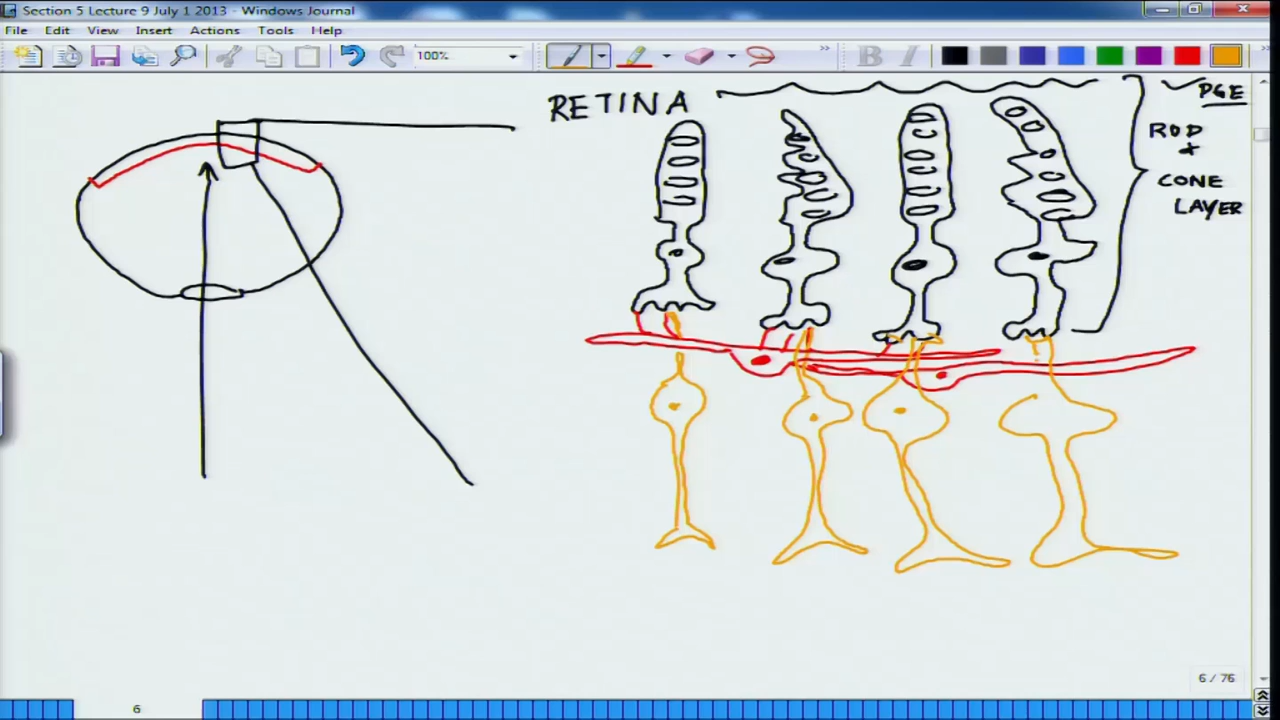 Section 5 Lecture 9 July 1 2013 - Windows Journal
File Edit View Insert Actions Tools Help
100%
B I
RETINA
PGE
ROD
+
CONE
LAYER
6 / 76
6